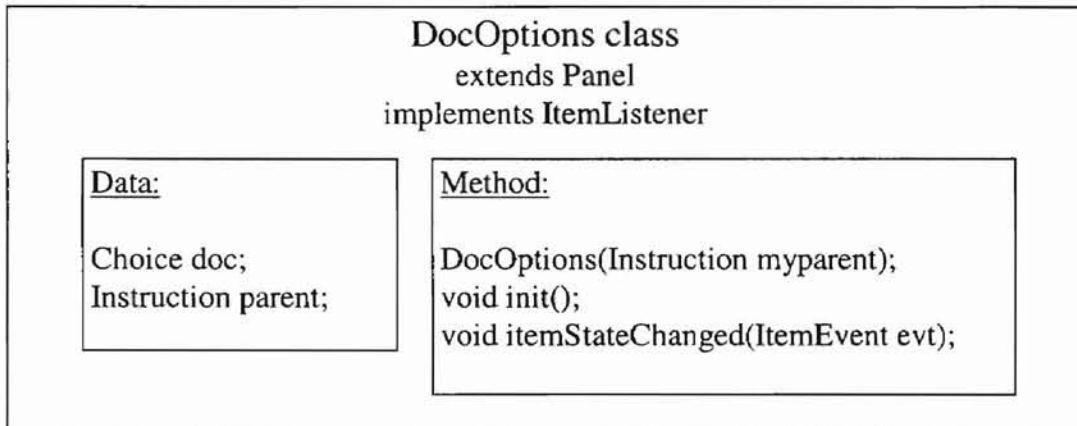 DocOptions class
extends Panel
implements ItemListener
Data:
Choice doc;
Instruction parent;
Method:
DocOptions(Instruction myparent);
void init();
void itemStateChanged(ItemEvent evt);